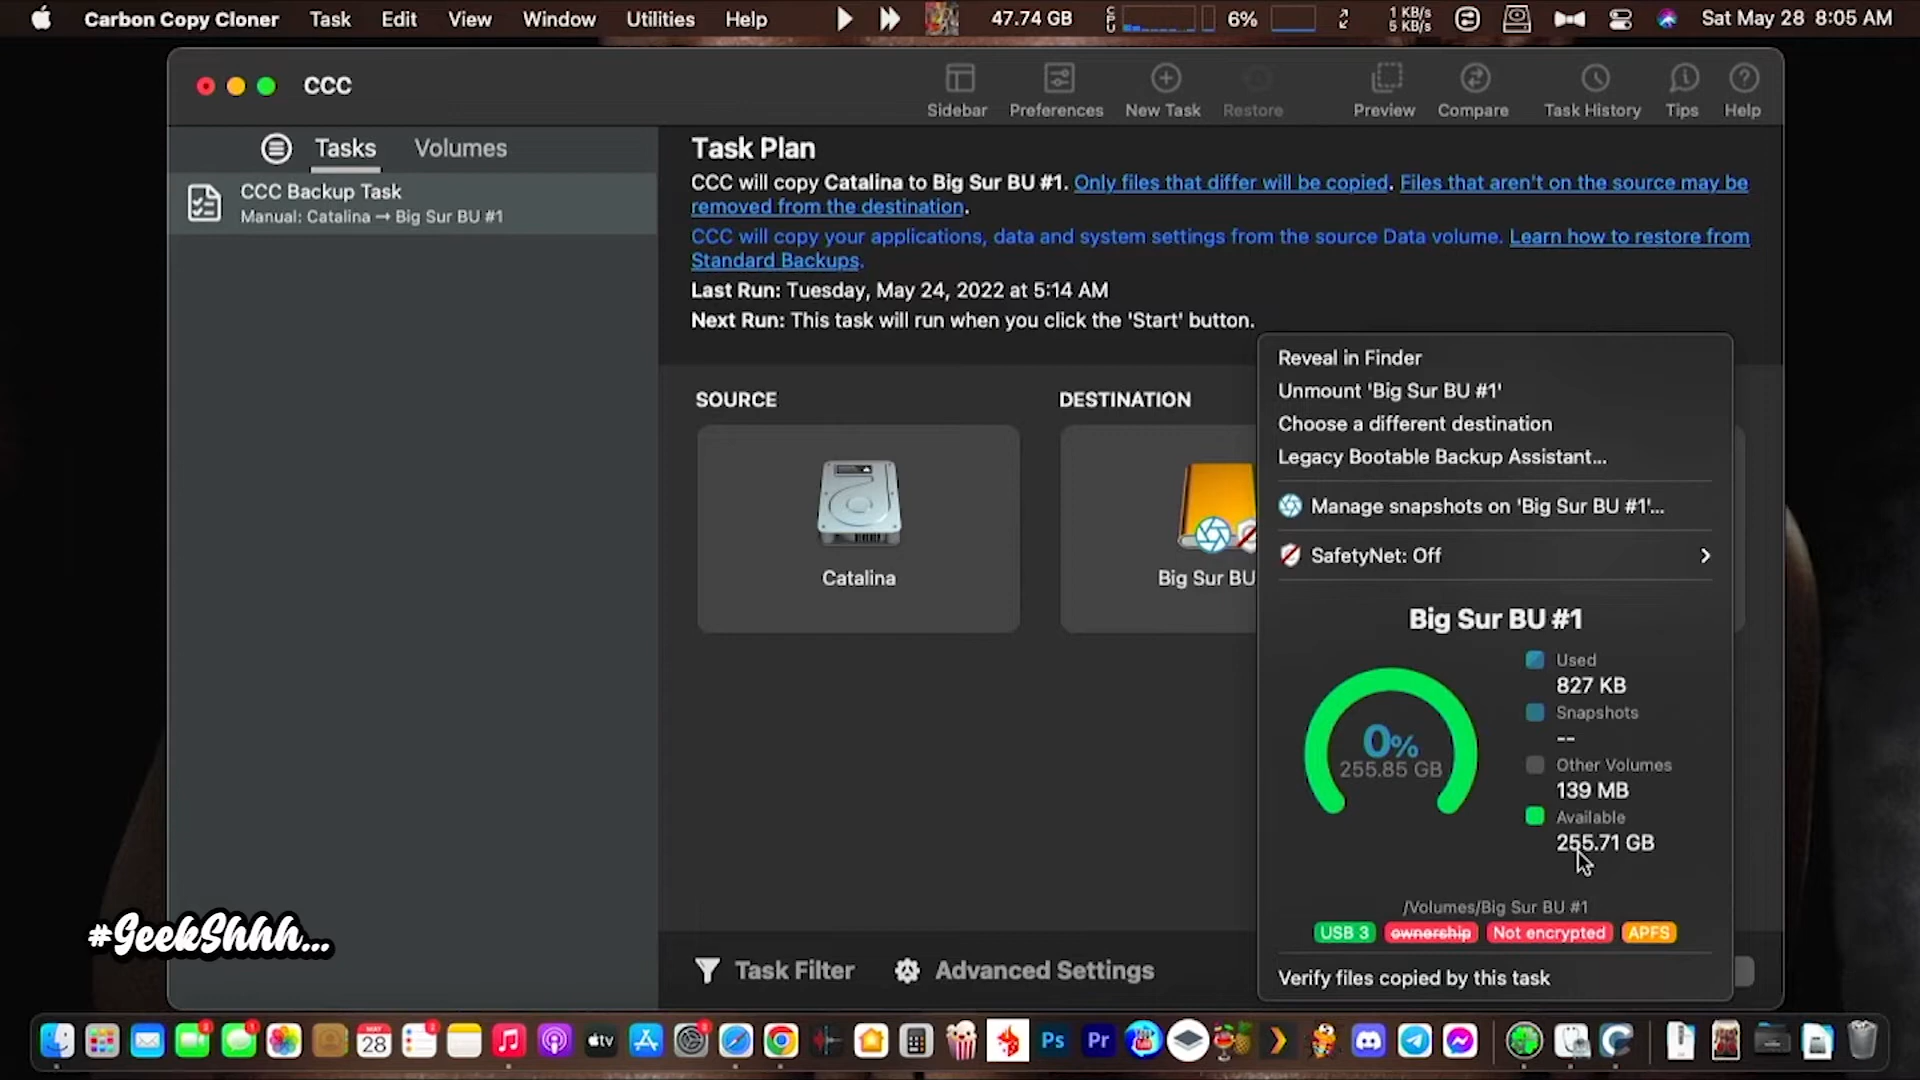 Carbon Copy Cloner Task Edit View Window Utilities Help 47.74 GB CPU 6% 1 KB/s 5 KB/s Sat May 28 8:05 AM
CCC
Sidebar Preferences New Task Restore Preview Compare Task History Tips Help
Tasks Volumes
CCC Backup Task
Manual: Catalina → Big Sur BU #1
Task Plan
CCC will copy Catalina to Big Sur BU #1. Only files that differ will be copied. Files that aren't on the source may be
removed from the destination.
CCC will copy your applications, data and system settings from the source Data volume. Learn how to restore from
Standard Backups.
Last Run: Tuesday, May 24, 2022 at 5:14 AM
Next Run: This task will run when you click the 'Start' button.
SOURCE
Catalina
DESTINATION
Big Sur BU
Reveal in Finder
Unmount 'Big Sur BU #1'
Choose a different destination
Legacy Bootable Backup Assistant...
Manage snapshots on 'Big Sur BU #1'...
SafetyNet: Off
Big Sur BU #1
0%
255.85 GB
Used
827 KB
Snapshots
--
Other Volumes
139 MB
Available
255.71 GB
/Volumes/Big Sur BU #1
USB 3 ownership Not encrypted APFS
Verify files copied by this task
Task Filter Advanced Settings
#GeekShhh...
MAY
28
tv
Ps
Pr